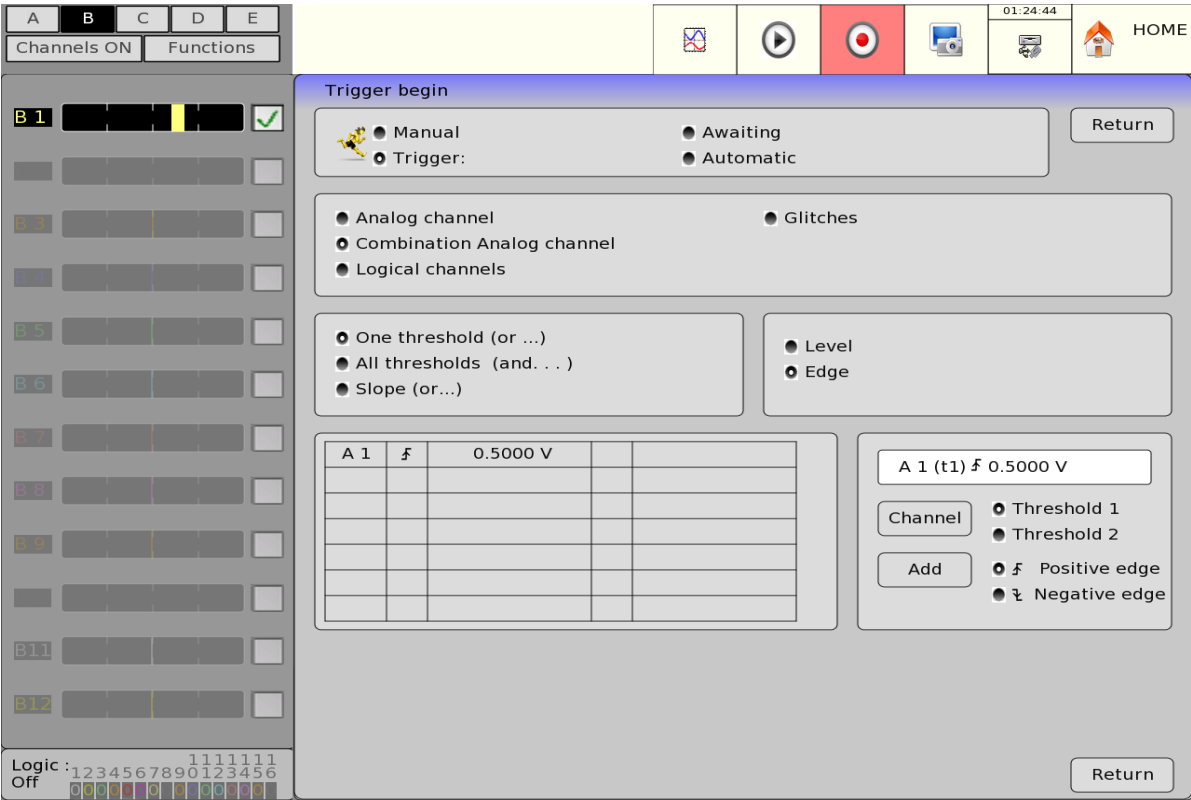 A B C D E
Channels ON Functions
01:24:44
HOME
Trigger begin
Manual Awaiting
Trigger: Automatic
Return
Analog channel Glitches
Combination Analog channel
Logical channels
One threshold (or ...)
All thresholds (and. . . )
Slope (or...)
Level
Edge
A 1 0.5000 V
A 1 (t1) 0.5000 V
Channel
Threshold 1
Threshold 2
Add
Positive edge
Negative edge
Return
B 1
B 3
B 4
B 5
B 6
B 7
B 8
B 9
B11
B12
Logic :
Off
1111111
1234567890123456